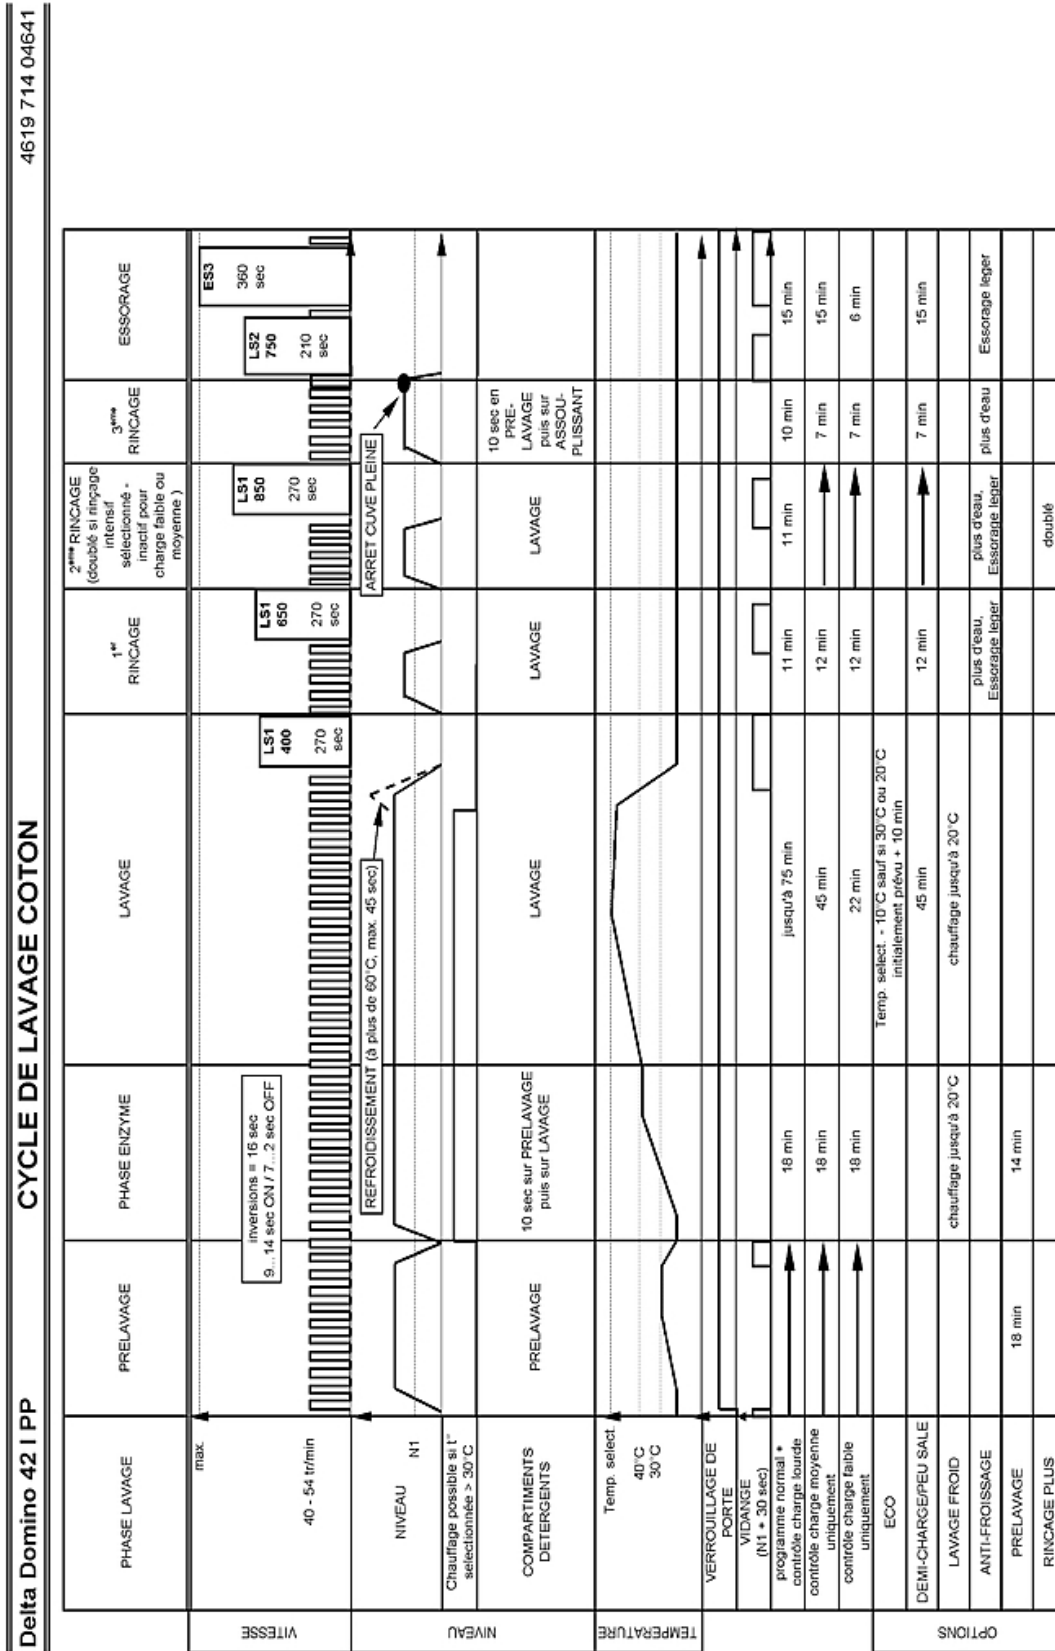 Delta Domino 42 I PP
CYCLE DE LAVAGE COTON
4619 714 04641
PHASE LAVAGE
PRELAVAGE
PHASE ENZYME
LAVAGE
1er
RINCAGE
2ème RINCAGE
(doublé si rinçage
intensif
sélectionné -
inactif pour
charge faible ou
moyenne )
3ème
RINCAGE
ESSORAGE
VITESSE
max.
40 - 54 tr/min
inversions = 16 sec
9... 14 sec ON / 7...2 sec OFF
LS1
400
270
sec
LS1
650
270
sec
LS1
850
270
sec
LS2
750
210
sec
ES3
360
sec
NIVEAU
NIVEAU
N1
Chauffage possible si t°
selectionnée > 30°C
REFROIDISSEMENT (à plus de 60°C, max. 45 sec)
ARRET CUVE PLEINE
COMPARTIMENTS
DETERGENTS
PRELAVAGE
10 sec sur PRELAVAGE
puis sur LAVAGE
LAVAGE
LAVAGE
LAVAGE
10 sec en
PRE-
LAVAGE
puis sur
ASSOU-
PLISSANT
TEMPERATURE
Temp. select.
40°C
30°C
VERROUILLAGE DE
PORTE
VIDANGE
(N1 + 30 sec)
programme normal +
contrôle charge lourde
18 min
jusqu'à 75 min
11 min
11 min
10 min
15 min
contrôle charge moyenne
uniquement
18 min
45 min
12 min
7 min
15 min
contrôle charge faible
uniquement
18 min
22 min
12 min
7 min
6 min
OPTIONS
ECO
Temp. select. - 10°C sauf si 30°C ou 20°C
initialement prévu + 10 min
DEMI-CHARGE/PEU SALE
45 min
12 min
7 min
15 min
LAVAGE FROID
chauffage jusqu'à 20°C
chauffage jusqu'à 20°C
ANTI-FROISSAGE
plus d'eau,
Essorage leger
plus d'eau,
Essorage leger
plus d'eau
Essorage leger
PRELAVAGE
18 min
14 min
RINCAGE PLUS
doublé